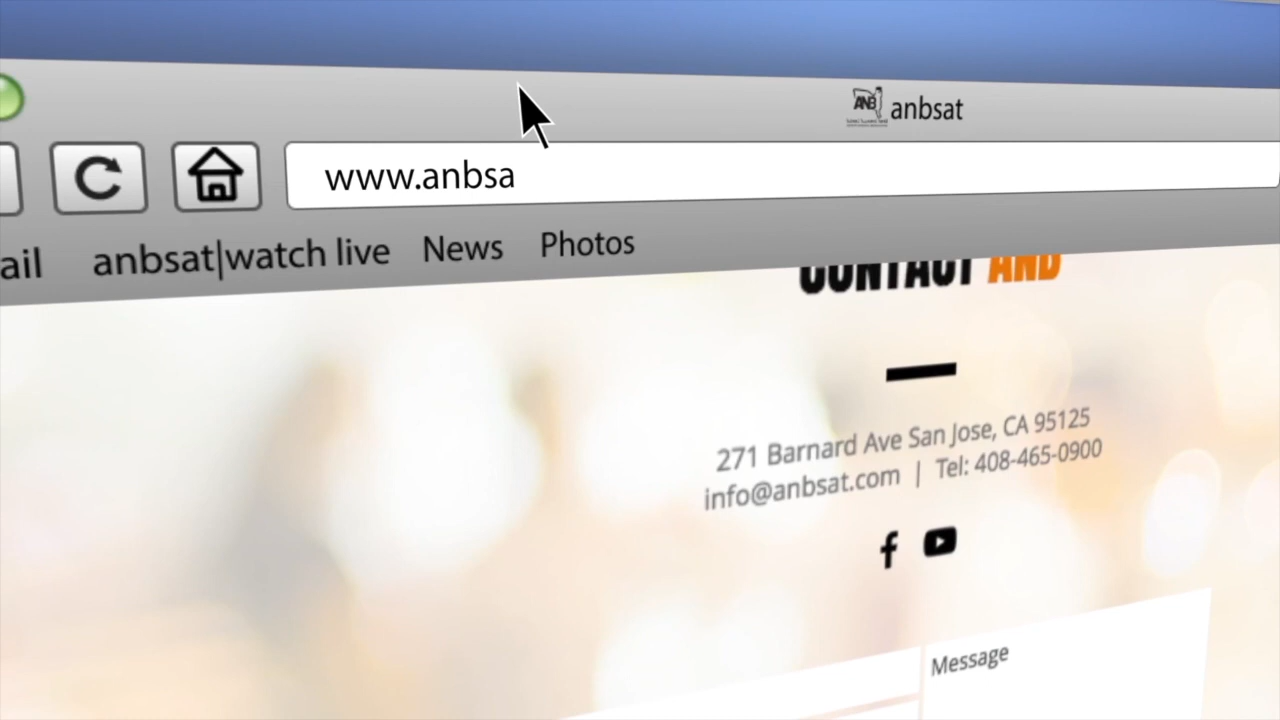 ANB anbsat
www.anbsa
ail anbsat|watch live News Photos
CONTACT AND
271 Barnard Ave San Jose, CA 95125
info@anbsat.com | Tel: 408-465-0900
Message